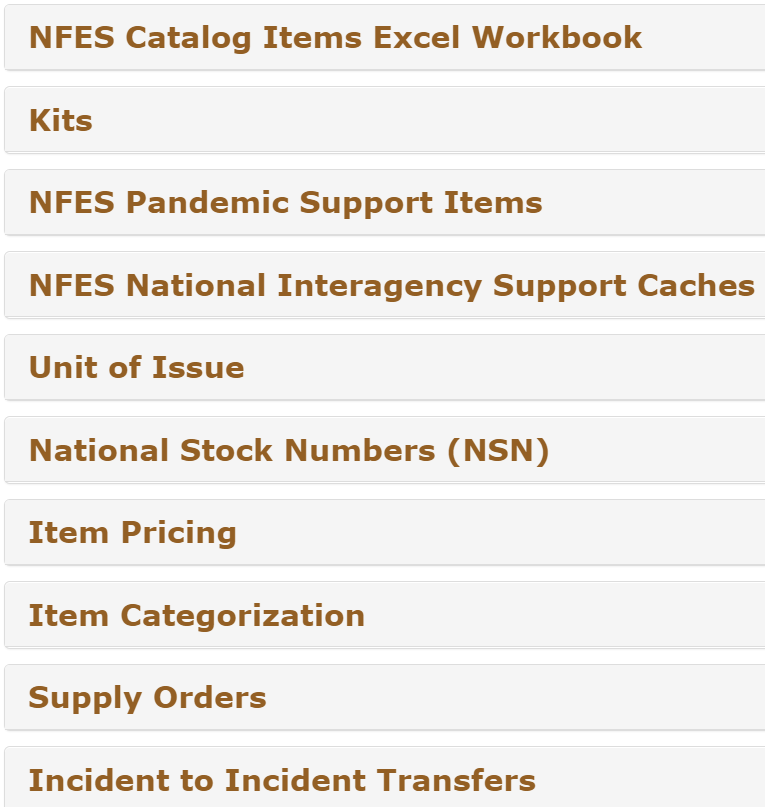 NFES Catalog Items Excel Workbook
Kits
NFES Pandemic Support Items
NFES National Interagency Support Caches
Unit of Issue
National Stock Numbers (NSN)
Item Pricing
Item Categorization
Supply Orders
Incident to Incident Transfers